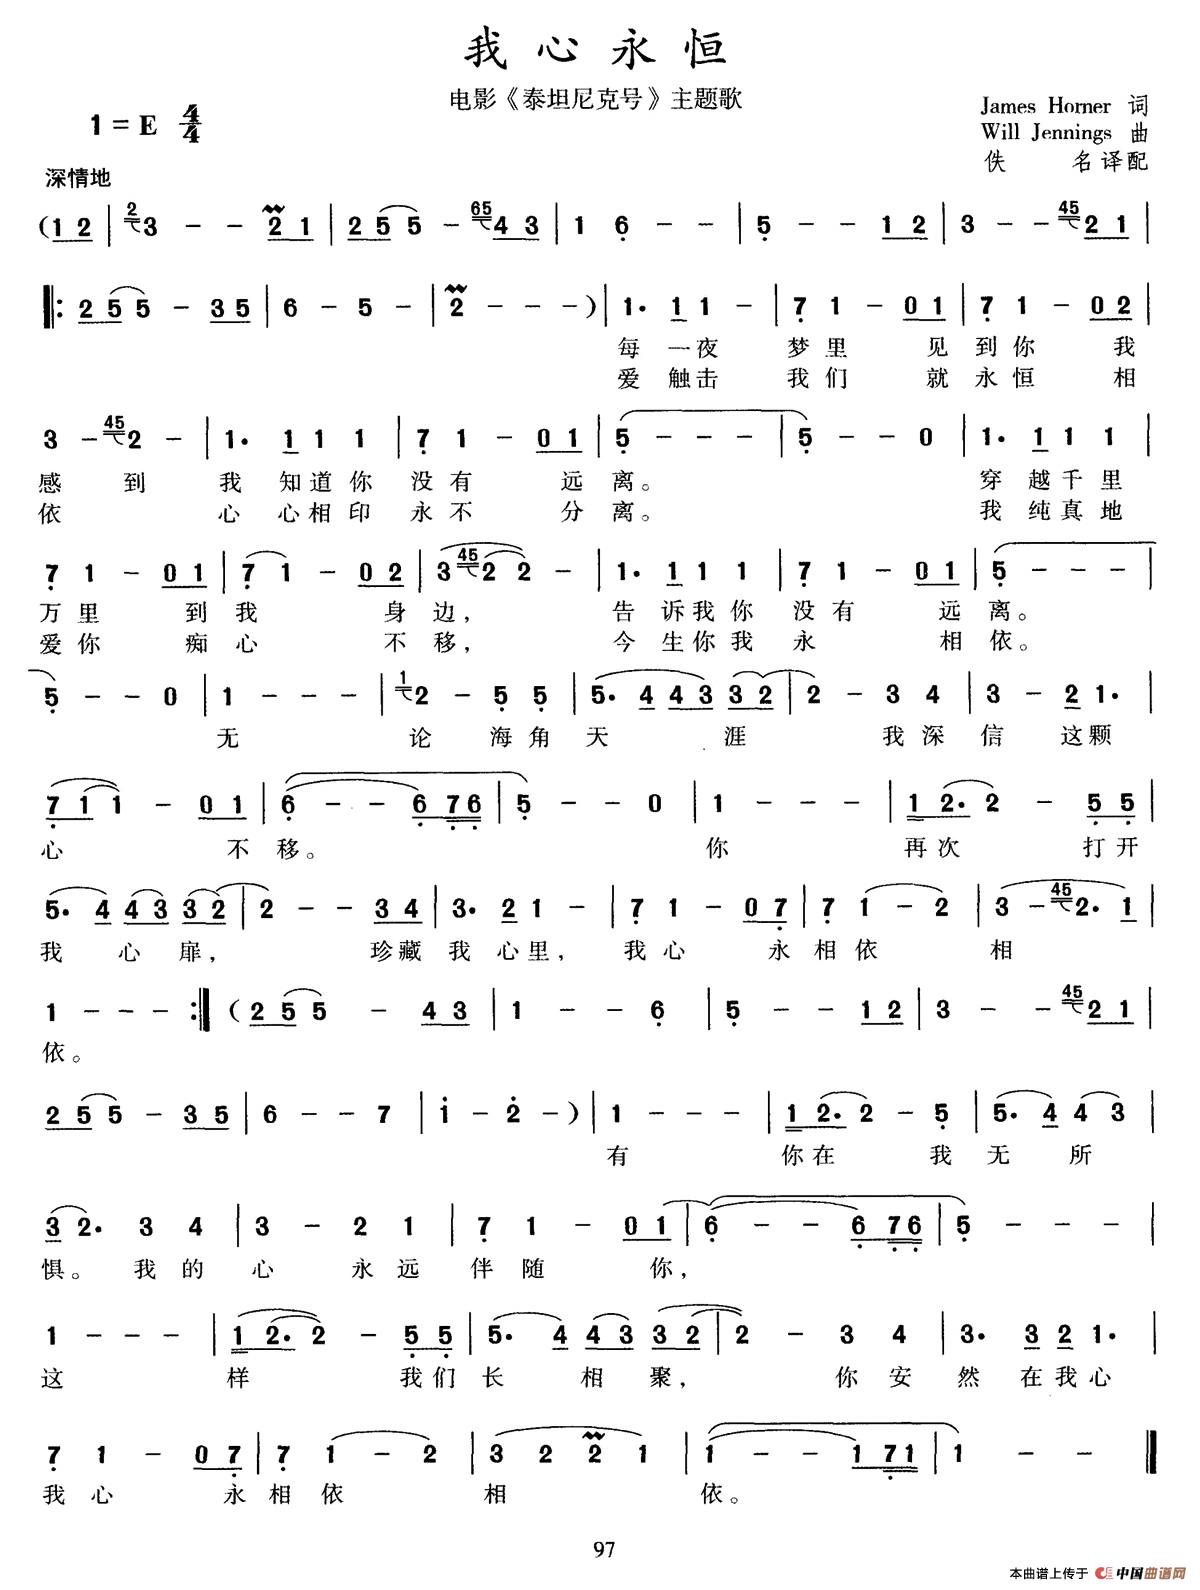 我心永恒
电影《泰坦尼克号》主题歌
James Horner 词
1 = E 4/4
Will Jennings 曲
佚 名译配
深情地
(1 2 | 2 3 - - 2 1 | 2 5 5 - 65 4 3 | 1 6 - - | 5 - - 1 2 | 3 - - 45 2 1 |
‖: 2 5 5 - 3 5 | 6 - 5 - | 2 - - - ) | 1· 1 1 - | 7 1 - 0 1 | 7 1 - 0 2 |
每 一夜 梦里 见 到你 我
爱 触击 我们 就 永恒 相
3 - 45 2 - | 1· 1 1 1 | 7 1 - 0 1 | 5 - - - | 5 - - 0 | 1· 1 1 1 |
感 到 我 知道你 没有 远 离。 穿 越千里
依 心 心相印 永不 分 离。 我 纯真地
7 1 - 0 1 | 7 1 - 0 2 | 3 45 2 2 - | 1· 1 1 1 | 7 1 - 0 1 | 5 - - - |
万里 到我 身边, 告 诉我你 没有 远离。
爱你 痴心 不移, 今 生你我 永 相依。
5 - - 0 | 1 - - - | 1 2 - 5 5 | 5· 4 4 3 3 2 | 2 - 3 4 | 3 - 2 1· |
无 论 海角 天 涯 我深 信 这颗
7 1 1 - 0 1 | 6 - - 6 7 6 | 5 - - 0 | 1 - - - | 1 2· 2 - 5 5 |
心 不移。 你 再次 打开
5· 4 4 3 3 2 | 2 - - 3 4 | 3· 2 1 - | 7 1 - 0 7 | 7 1 - 2 | 3 - 45 2· 1 |
我 心扉, 珍藏 我 心里, 我心 永相依 相
1 - - - :‖ (2 5 5 - 4 3 | 1 - - 6 | 5 - - 1 2 | 3 - - 45 2 1 |
依。
2 5 5 - 3 5 | 6 - - 7 | 1 - 2 - ) | 1 - - - | 1 2· 2 - 5 | 5· 4 4 3 |
有 你在 我 无 所
3 2· 3 4 | 3 - 2 1 | 7 1 - 0 1 | 6 - - 6 7 6 | 5 - - - |
惧。 我的 心 永远 伴随 你,
1 - - - | 1 2· 2 - 5 5 | 5· 4 4 3 3 2 | 2 - 3 4 | 3· 3 2 1· |
这 样 我们 长 相 聚, 你安 然 在我心
7 1 - 0 7 | 7 1 - 2 | 3 2 2 1 | 1 - - 1 7 1 | 1 - - - ‖
我心 永相依 相 依。
97
本曲谱上传于 中国曲谱网